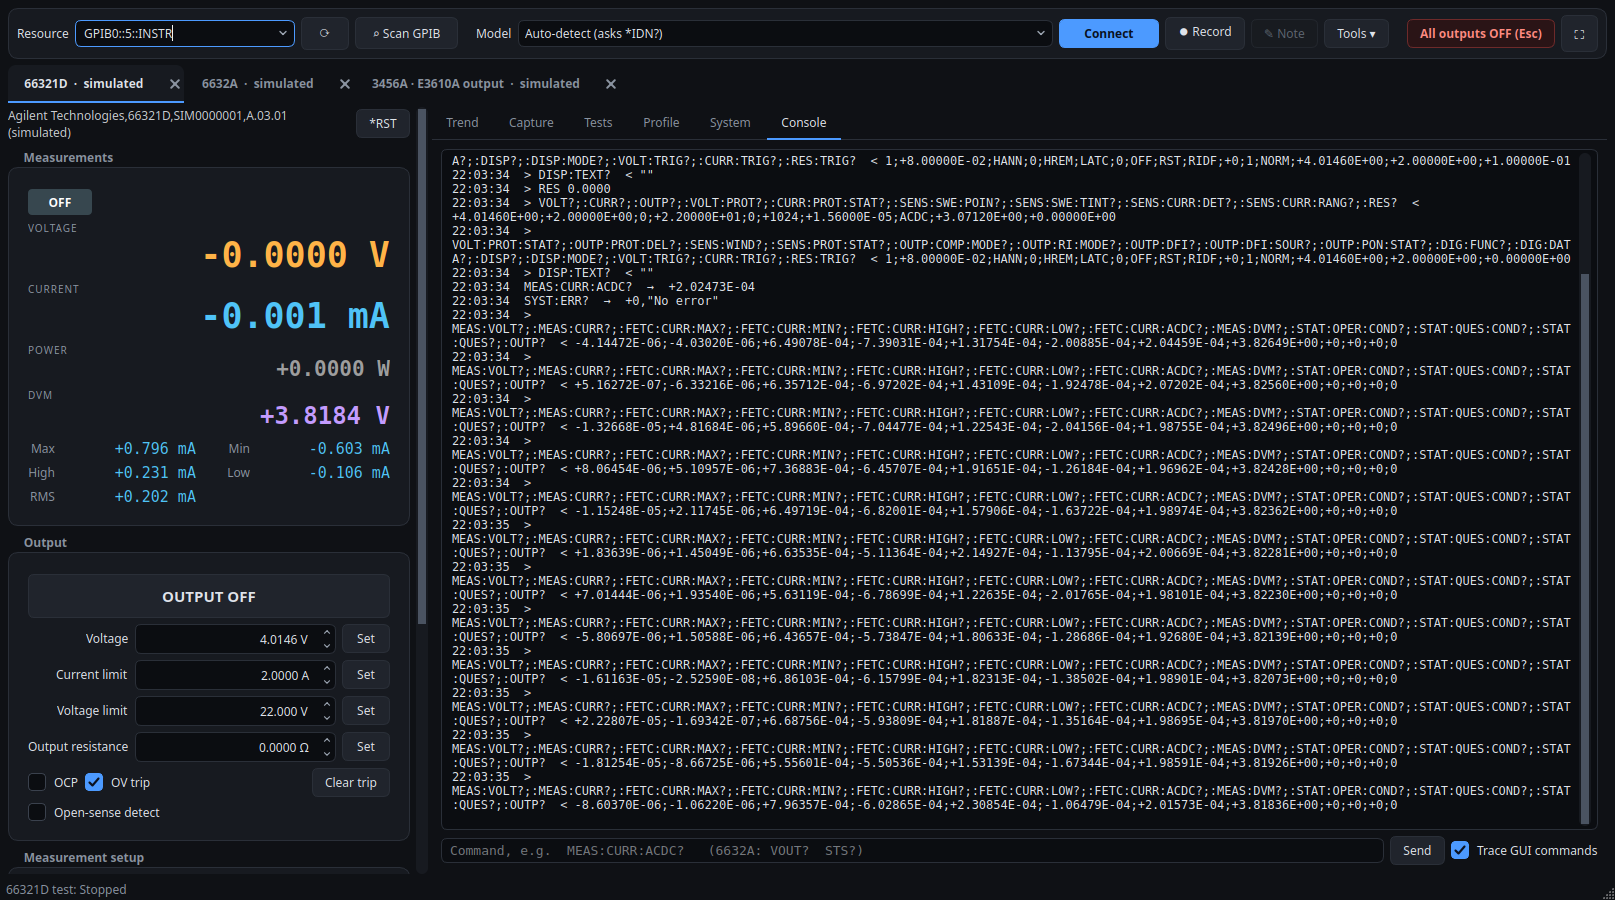 Resource GPIB0::5::INSTR ⟳ ⌕ Scan GPIB Model Auto-detect (asks *IDN?) Connect ● Record ✎ Note Tools ▾ All outputs OFF (Esc) ⛶
66321D · simulated ✕ 6632A · simulated ✕ 3456A · E3610A output · simulated ✕
Agilent Technologies,66321D,SIM0000001,A.03.01
(simulated)
*RST
Measurements
OFF
VOLTAGE
-0.0000 V
CURRENT
-0.001 mA
POWER
+0.0000 W
DVM
+3.8184 V
Max +0.796 mA Min -0.603 mA
High +0.231 mA Low -0.106 mA
RMS +0.202 mA
Output
OUTPUT OFF
Voltage 4.0146 V Set
Current limit 2.0000 A Set
Voltage limit 22.000 V Set
Output resistance 0.0000 Ω Set
OCP OV trip Clear trip
Open-sense detect
Measurement setup
Trend Capture Tests Profile System Console
A?;:DISP?;:DISP:MODE?;:VOLT:TRIG?;:CURR:TRIG?;:RES:TRIG? < 1;+8.00000E-02;HANN;0;HREM;LATC;0;OFF;RST;RIDF;+0;1;NORM;+4.01460E+00;+2.00000E+00;+1.00000E-01
22:03:34 > DISP:TEXT? < ""
22:03:34 > RES 0.0000
22:03:34 > VOLT?;:CURR?;:OUTP?;:VOLT:PROT?;:CURR:PROT:STAT?;:SENS:SWE:POIN?;:SENS:SWE:TINT?;:SENS:CURR:DET?;:SENS:CURR:RANG?;:RES? <
+4.01460E+00;+2.00000E+00;0;+2.20000E+01;0;+1024;+1.56000E-05;ACDC;+3.07120E+00;+0.00000E+00
22:03:34 >
VOLT:PROT:STAT?;:OUTP:PROT:DEL?;:SENS:WIND?;:SENS:PROT:STAT?;:OUTP:COMP:MODE?;:OUTP:RI:MODE?;:OUTP:DFI?;:OUTP:DFI:SOUR?;:OUTP:PON:STAT?;:DIG:FUNC?;:DIG:DAT
A?;:DISP?;:DISP:MODE?;:VOLT:TRIG?;:CURR:TRIG?;:RES:TRIG? < 1;+8.00000E-02;HANN;0;HREM;LATC;0;OFF;RST;RIDF;+0;1;NORM;+4.01460E+00;+2.00000E+00;+0.00000E+00
22:03:34 > DISP:TEXT? < ""
22:03:34 MEAS:CURR:ACDC? → +2.02473E-04
22:03:34 SYST:ERR? → +0,"No error"
22:03:34 >
MEAS:VOLT?;:MEAS:CURR?;:FETC:CURR:MAX?;:FETC:CURR:MIN?;:FETC:CURR:HIGH?;:FETC:CURR:LOW?;:FETC:CURR:ACDC?;:MEAS:DVM?;:STAT:OPER:COND?;:STAT:QUES:COND?;:STAT
:QUES?;:OUTP? < -4.14472E-06;-4.03020E-06;+6.49078E-04;-7.39031E-04;+1.31754E-04;-2.00885E-04;+2.04459E-04;+3.82649E+00;+0;+0;+0;0
22:03:34 >
MEAS:VOLT?;:MEAS:CURR?;:FETC:CURR:MAX?;:FETC:CURR:MIN?;:FETC:CURR:HIGH?;:FETC:CURR:LOW?;:FETC:CURR:ACDC?;:MEAS:DVM?;:STAT:OPER:COND?;:STAT:QUES:COND?;:STAT
:QUES?;:OUTP? < +5.16272E-07;-6.33216E-06;+6.35712E-04;-6.97202E-04;+1.43109E-04;-1.92478E-04;+2.07202E-04;+3.82560E+00;+0;+0;+0;0
22:03:34 >
MEAS:VOLT?;:MEAS:CURR?;:FETC:CURR:MAX?;:FETC:CURR:MIN?;:FETC:CURR:HIGH?;:FETC:CURR:LOW?;:FETC:CURR:ACDC?;:MEAS:DVM?;:STAT:OPER:COND?;:STAT:QUES:COND?;:STAT
:QUES?;:OUTP? < -1.32668E-05;+4.81684E-06;+5.89660E-04;-7.04477E-04;+1.22543E-04;-2.04156E-04;+1.98755E-04;+3.82496E+00;+0;+0;+0;0
22:03:34 >
MEAS:VOLT?;:MEAS:CURR?;:FETC:CURR:MAX?;:FETC:CURR:MIN?;:FETC:CURR:HIGH?;:FETC:CURR:LOW?;:FETC:CURR:ACDC?;:MEAS:DVM?;:STAT:OPER:COND?;:STAT:QUES:COND?;:STAT
:QUES?;:OUTP? < +8.06454E-06;+5.10957E-06;+7.36883E-04;-6.45707E-04;+1.91651E-04;-1.26184E-04;+1.96962E-04;+3.82428E+00;+0;+0;+0;0
22:03:34 >
MEAS:VOLT?;:MEAS:CURR?;:FETC:CURR:MAX?;:FETC:CURR:MIN?;:FETC:CURR:HIGH?;:FETC:CURR:LOW?;:FETC:CURR:ACDC?;:MEAS:DVM?;:STAT:OPER:COND?;:STAT:QUES:COND?;:STAT
:QUES?;:OUTP? < -1.15248E-05;+2.11745E-06;+6.49719E-04;-6.82001E-04;+1.57906E-04;-1.63722E-04;+1.98974E-04;+3.82362E+00;+0;+0;+0;0
22:03:35 >
MEAS:VOLT?;:MEAS:CURR?;:FETC:CURR:MAX?;:FETC:CURR:MIN?;:FETC:CURR:HIGH?;:FETC:CURR:LOW?;:FETC:CURR:ACDC?;:MEAS:DVM?;:STAT:OPER:COND?;:STAT:QUES:COND?;:STAT
:QUES?;:OUTP? < +1.83639E-06;+1.45049E-06;+6.63535E-04;-5.11364E-04;+2.14927E-04;-1.13795E-04;+2.00669E-04;+3.82281E+00;+0;+0;+0;0
22:03:35 >
MEAS:VOLT?;:MEAS:CURR?;:FETC:CURR:MAX?;:FETC:CURR:MIN?;:FETC:CURR:HIGH?;:FETC:CURR:LOW?;:FETC:CURR:ACDC?;:MEAS:DVM?;:STAT:OPER:COND?;:STAT:QUES:COND?;:STAT
:QUES?;:OUTP? < +7.01444E-06;+1.93540E-06;+5.63119E-04;-6.78699E-04;+1.22635E-04;-2.01765E-04;+1.98101E-04;+3.82230E+00;+0;+0;+0;0
22:03:35 >
MEAS:VOLT?;:MEAS:CURR?;:FETC:CURR:MAX?;:FETC:CURR:MIN?;:FETC:CURR:HIGH?;:FETC:CURR:LOW?;:FETC:CURR:ACDC?;:MEAS:DVM?;:STAT:OPER:COND?;:STAT:QUES:COND?;:STAT
:QUES?;:OUTP? < -5.80697E-06;+1.50588E-06;+6.43657E-04;-5.73847E-04;+1.80633E-04;-1.28686E-04;+1.92680E-04;+3.82139E+00;+0;+0;+0;0
22:03:35 >
MEAS:VOLT?;:MEAS:CURR?;:FETC:CURR:MAX?;:FETC:CURR:MIN?;:FETC:CURR:HIGH?;:FETC:CURR:LOW?;:FETC:CURR:ACDC?;:MEAS:DVM?;:STAT:OPER:COND?;:STAT:QUES:COND?;:STAT
:QUES?;:OUTP? < -1.61163E-05;-2.52590E-08;+6.86103E-04;-6.15799E-04;+1.82313E-04;-1.38502E-04;+1.98901E-04;+3.82073E+00;+0;+0;+0;0
22:03:35 >
MEAS:VOLT?;:MEAS:CURR?;:FETC:CURR:MAX?;:FETC:CURR:MIN?;:FETC:CURR:HIGH?;:FETC:CURR:LOW?;:FETC:CURR:ACDC?;:MEAS:DVM?;:STAT:OPER:COND?;:STAT:QUES:COND?;:STAT
:QUES?;:OUTP? < +2.22807E-05;-1.69342E-07;+6.68756E-04;-5.93809E-04;+1.81887E-04;-1.35164E-04;+1.98695E-04;+3.81970E+00;+0;+0;+0;0
22:03:35 >
MEAS:VOLT?;:MEAS:CURR?;:FETC:CURR:MAX?;:FETC:CURR:MIN?;:FETC:CURR:HIGH?;:FETC:CURR:LOW?;:FETC:CURR:ACDC?;:MEAS:DVM?;:STAT:OPER:COND?;:STAT:QUES:COND?;:STAT
:QUES?;:OUTP? < -1.81254E-05;-8.66725E-06;+5.55601E-04;-5.50536E-04;+1.53139E-04;-1.67344E-04;+1.98591E-04;+3.81926E+00;+0;+0;+0;0
22:03:35 >
MEAS:VOLT?;:MEAS:CURR?;:FETC:CURR:MAX?;:FETC:CURR:MIN?;:FETC:CURR:HIGH?;:FETC:CURR:LOW?;:FETC:CURR:ACDC?;:MEAS:DVM?;:STAT:OPER:COND?;:STAT:QUES:COND?;:STAT
:QUES?;:OUTP? < -8.60370E-06;-1.06220E-06;+7.96357E-04;-6.02865E-04;+2.30854E-04;-1.06479E-04;+2.01573E-04;+3.81836E+00;+0;+0;+0;0
Command, e.g. MEAS:CURR:ACDC? (6632A: VOUT? STS?) Send Trace GUI commands
66321D test: Stopped